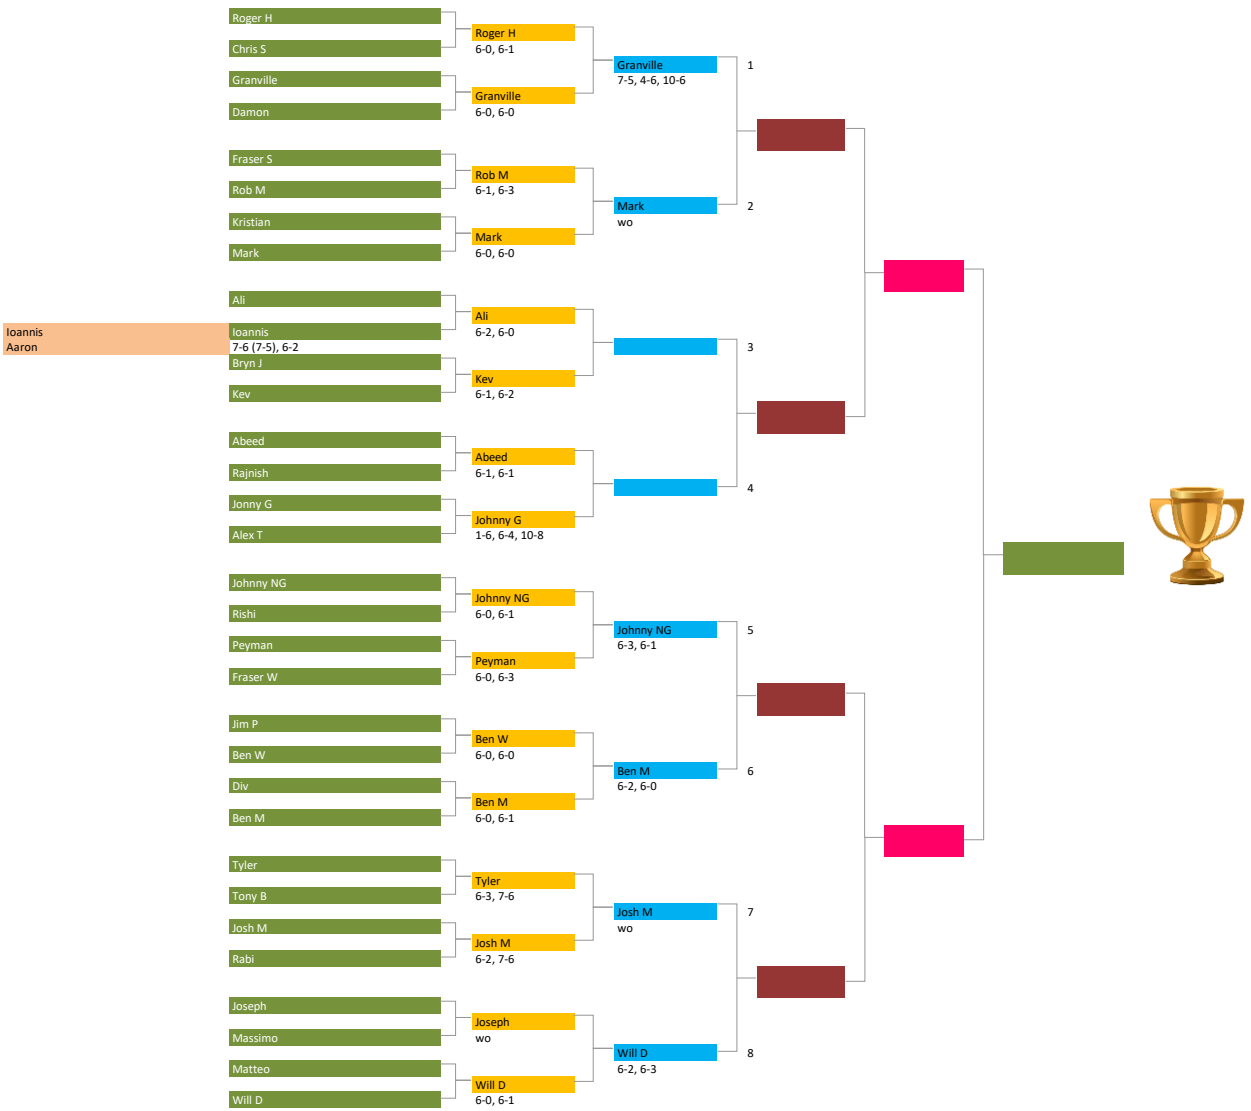 Roger H
Chris S
Granville
Damon
Fraser S
Rob M
Kristian
Mark
Ali
Ioannis
Aaron
Ioannis
7-6 (7-5), 6-2
Bryn J
Kev
Abeed
Rajnish
Jonny G
Alex T
Johnny NG
Rishi
Peyman
Fraser W
Jim P
Ben W
Div
Ben M
Tyler
Tony B
Josh M
Rabi
Joseph
Massimo
Matteo
Will D
Roger H
6-0, 6-1
Granville
6-0, 6-0
Rob M
6-1, 6-3
Mark
6-0, 6-0
Ali
6-2, 6-0
Kev
6-1, 6-2
Abeed
6-1, 6-1
Johnny G
1-6, 6-4, 10-8
Johnny NG
6-0, 6-1
Peyman
6-0, 6-3
Ben W
6-0, 6-0
Ben M
6-0, 6-1
Tyler
6-3, 7-6
Josh M
6-2, 7-6
Joseph
wo
Will D
6-0, 6-1
Granville
7-5, 4-6, 10-6
Mark
wo
Johnny NG
6-3, 6-1
Ben M
6-2, 6-0
Josh M
wo
Will D
6-2, 6-3
1
2
3
4
5
6
7
8